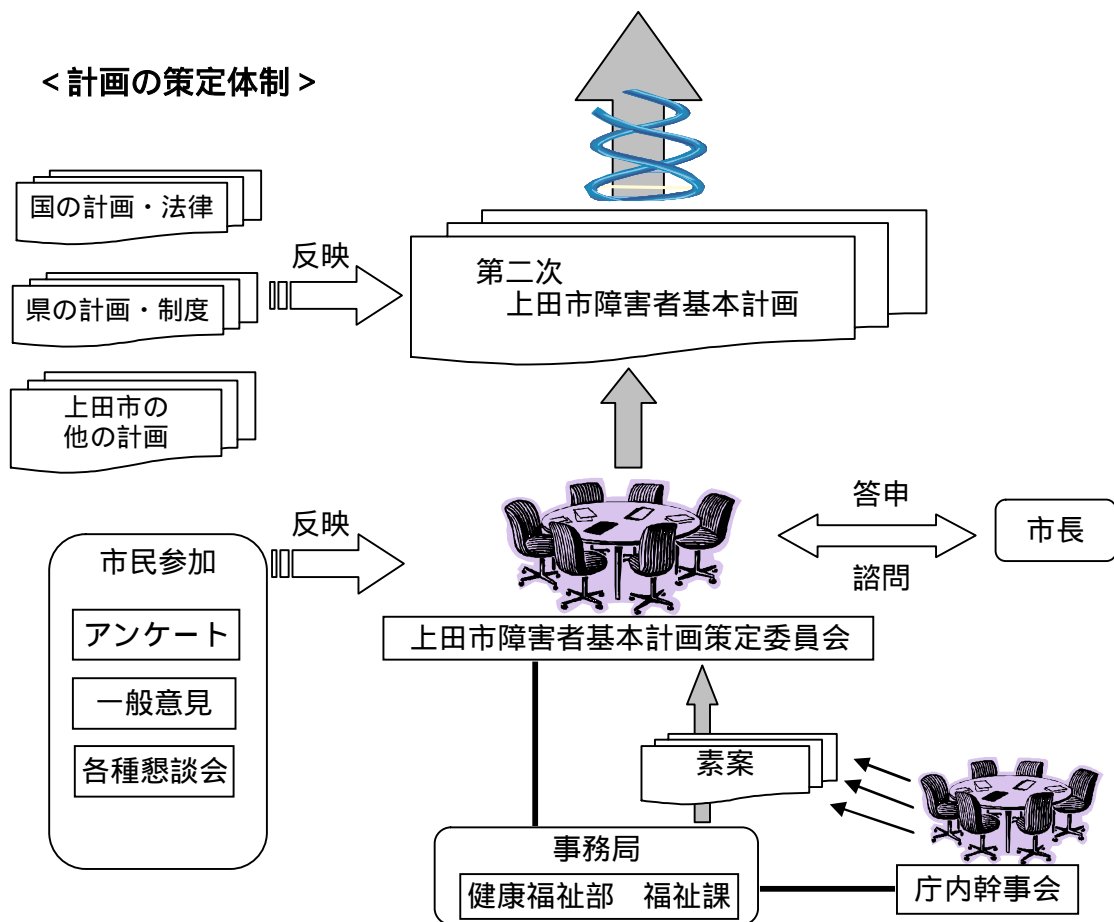 ＜計画の策定体制＞
国の計画・法律
県の計画・制度
上田市の
他の計画
反映
第二次
上田市障害者基本計画
市民参加
アンケート
一般意見
各種懇談会
反映
答申
諮問
市長
上田市障害者基本計画策定委員会
素案
事務局
健康福祉部　福祉課
庁内幹事会